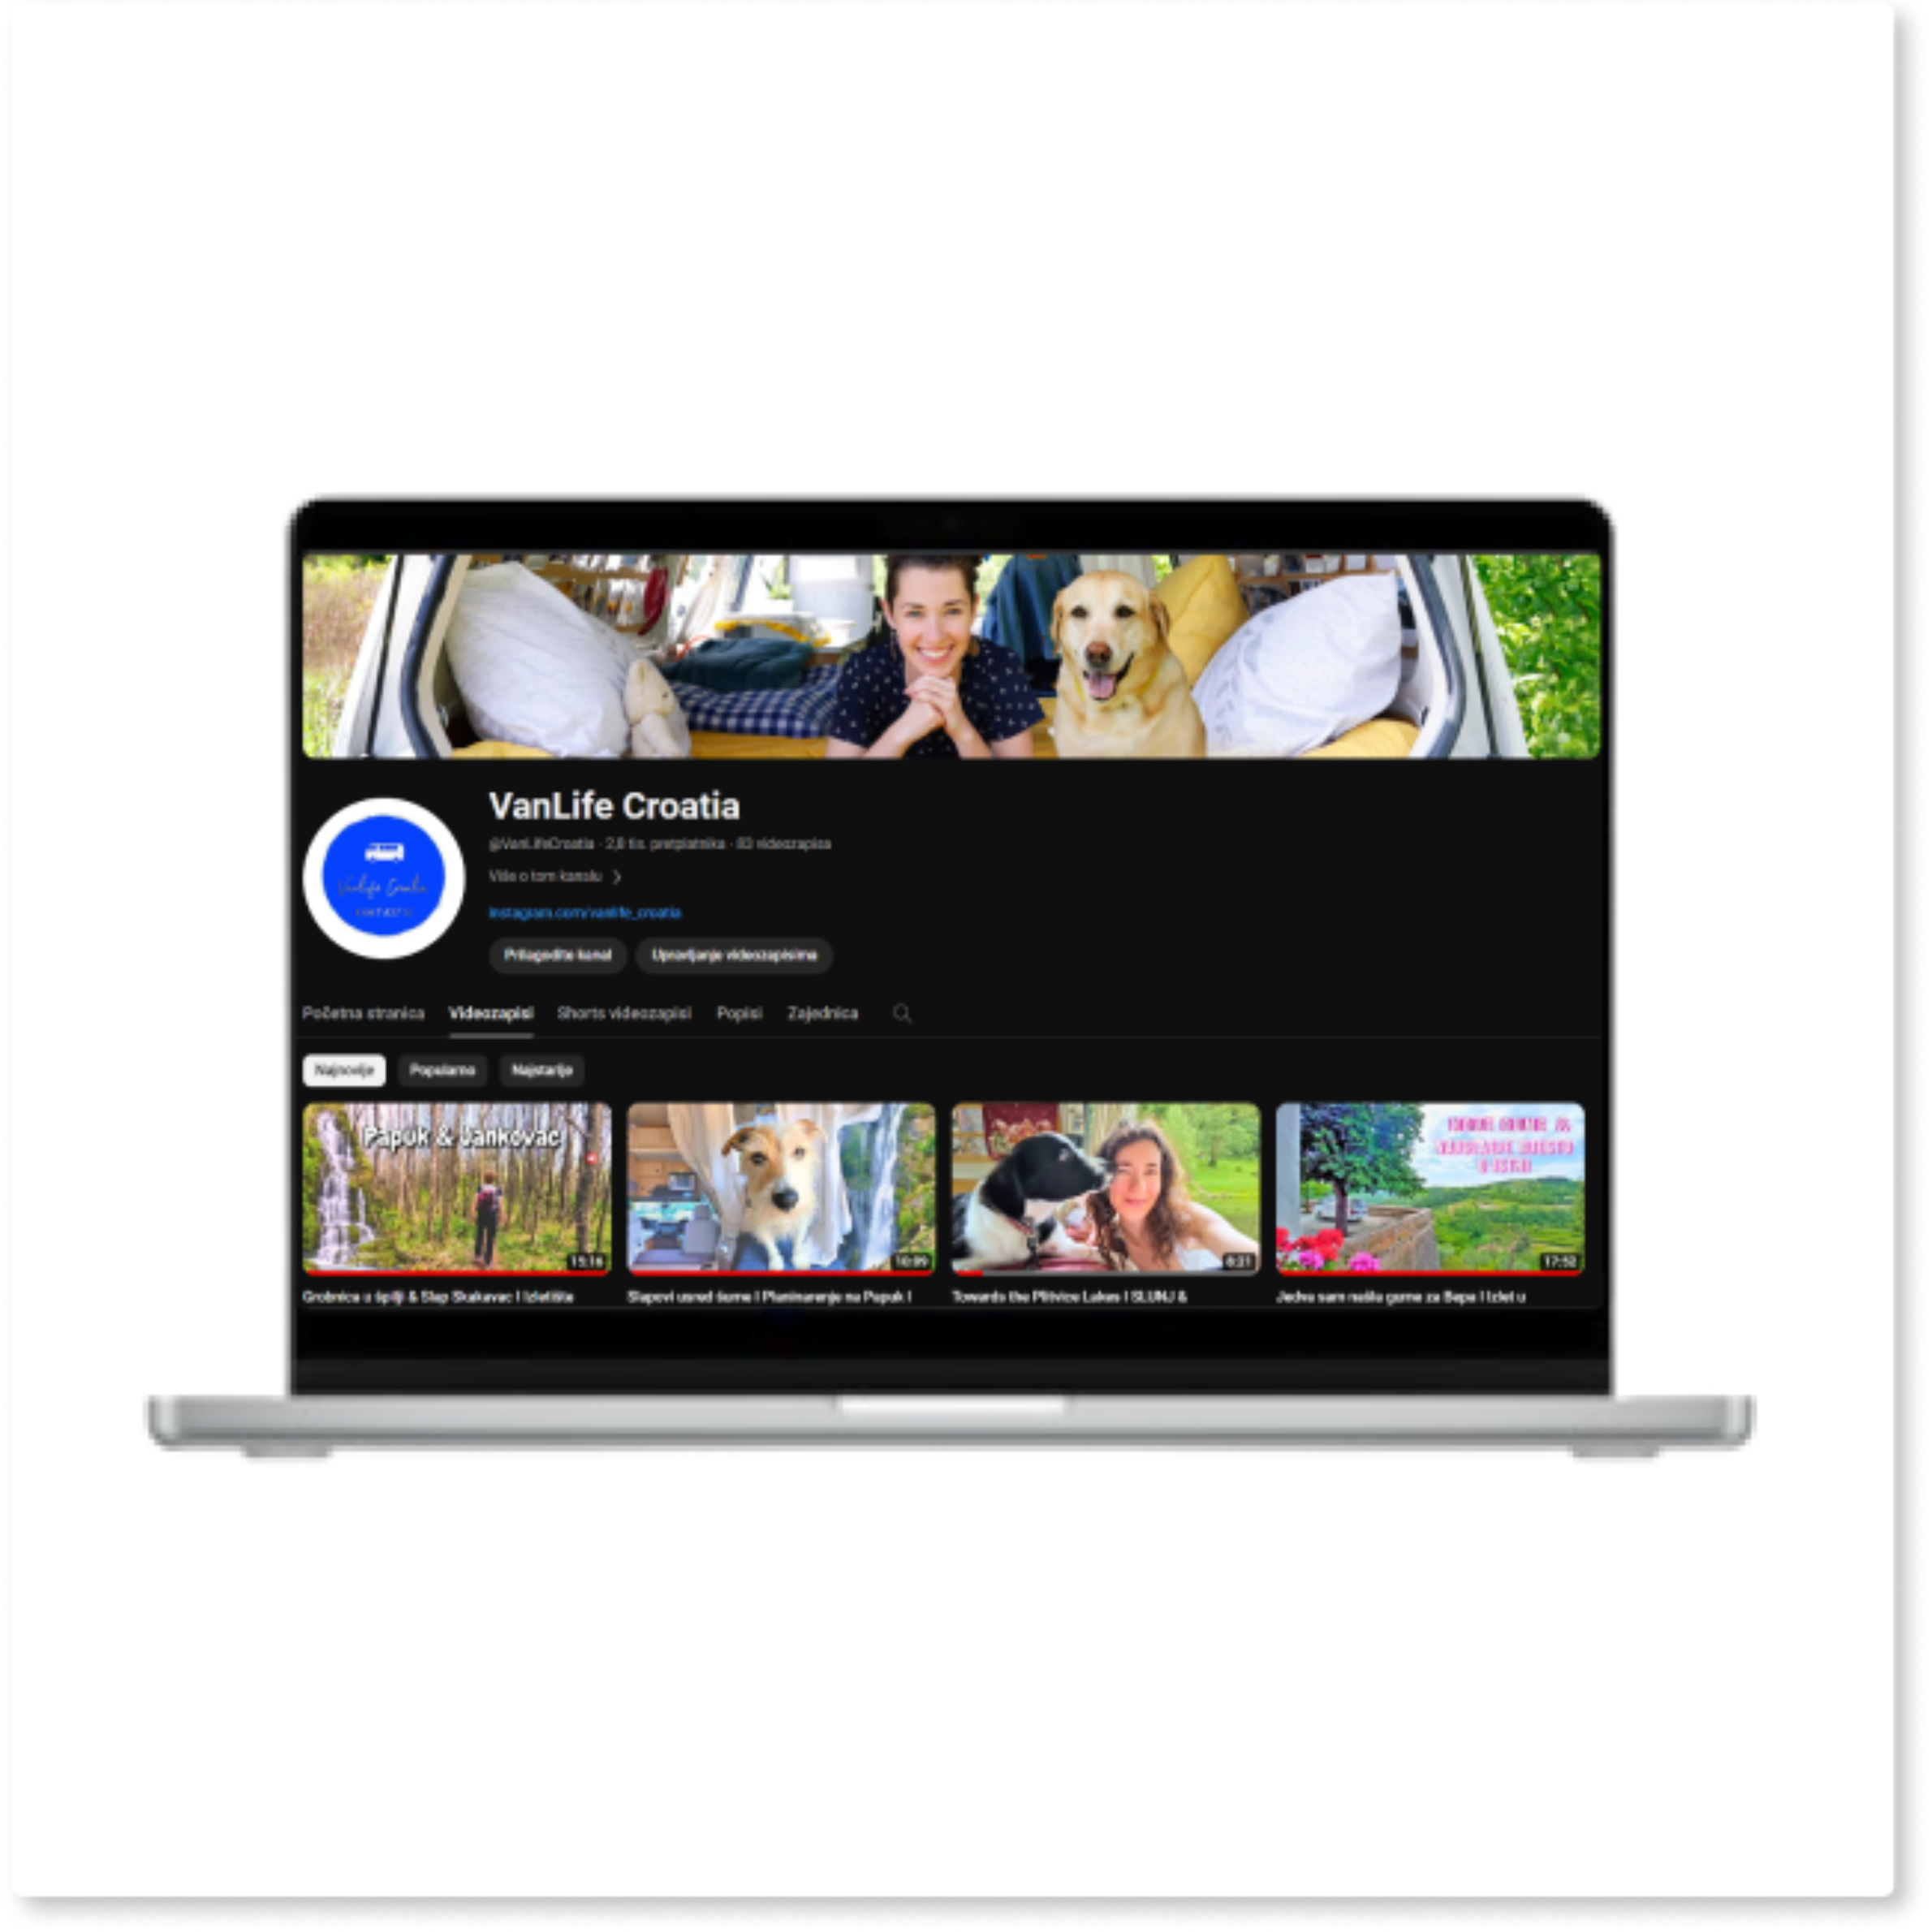 VanLife Croatia
@VanLifeCroatia · 2,8 tis. pretplatnika · 83 videozapisa
Više o tom kanalu
instagram.com/vanlife_croatia
Prilagodite kanal Upravljanje videozapisima
Početna stranica Videozapisi Shorts videozapisi Popisi Zajednica
Najnovije Popularno Najstarije
Papuk & Jankovac
15:16 10:09 6:21 17:52
Grobnica u špilji & Slap Skakavac I Izletište
Slapovi usred šume I Planinarenje na Papuk I
Towards the Plitvice Lakes I SLUNJ &
Jedva sam našla gume za Bepa I Izlet u